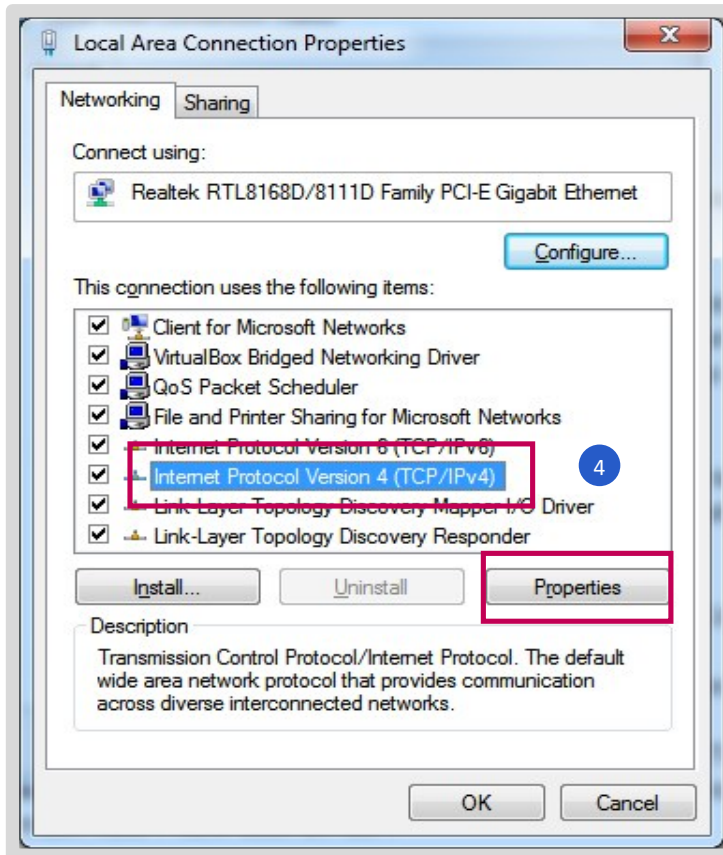 Local Area Connection Properties
Networking
Sharing
Connect using:
Realtek RTL8168D/8111D Family PCI-E Gigabit Ethernet
Configure...
This connection uses the following items:
Client for Microsoft Networks
VirtualBox Bridged Networking Driver
QoS Packet Scheduler
File and Printer Sharing for Microsoft Networks
Internet Protocol Version 6 (TCP/IPv6)
Internet Protocol Version 4 (TCP/IPv4)
4
Link-Layer Topology Discovery Mapper I/O Driver
Link-Layer Topology Discovery Responder
Install...
Uninstall
Properties
Description
Transmission Control Protocol/Internet Protocol. The default
wide area network protocol that provides communication
across diverse interconnected networks.
OK
Cancel